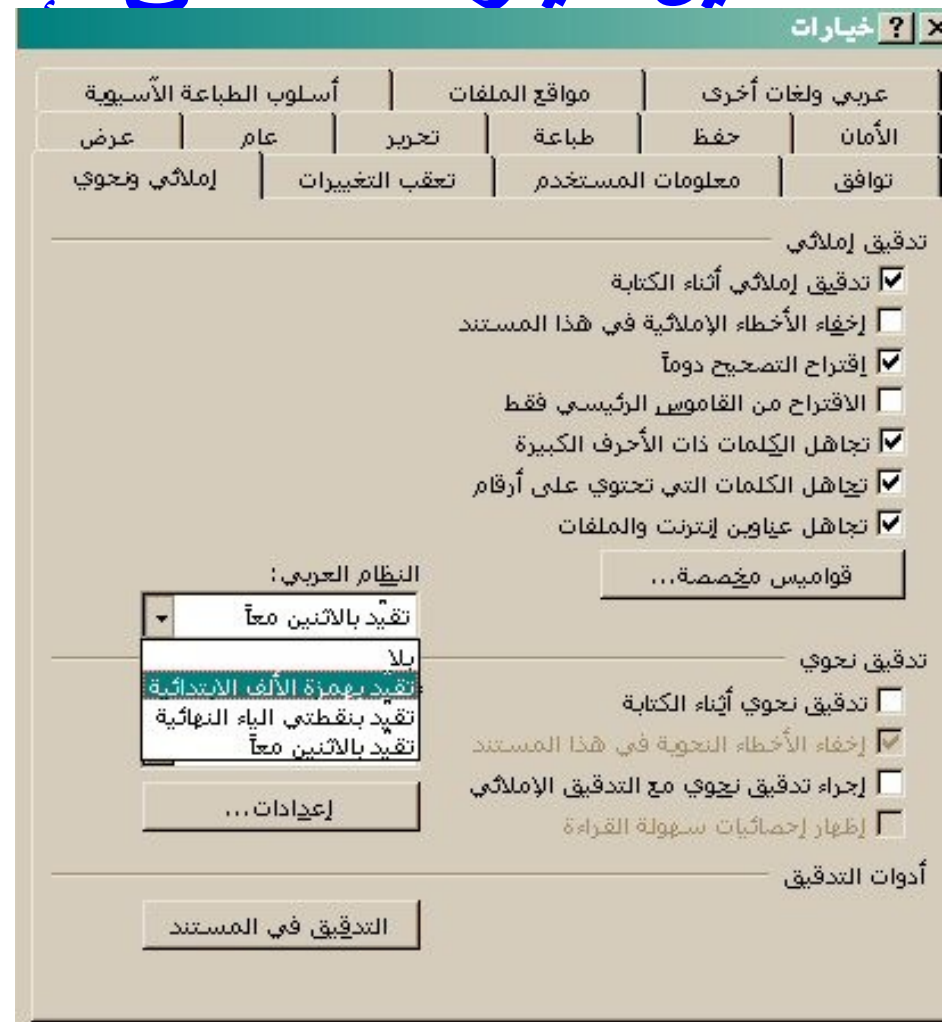 خيارات
عربي ولغات أخرى مواقع الملفات أسلوب الطباعة الآسيوية
الأمان حفظ طباعة تحرير عام عرض
توافق معلومات المستخدم تعقب التغييرات إملائي ونحوي
تدقيق إملائي
تدقيق إملائي أثناء الكتابة
إخفاء الأخطاء الإملائية في هذا المستند
إقتراح التصحيح دوماً
الاقتراح من القاموس الرئيسي فقط
تجاهل الكلمات ذات الأحرف الكبيرة
تجاهل الكلمات التي تحتوي على أرقام
تجاهل عناوين إنترنت والملفات
قواميس مخصصة...
النظام العربي:
تقيّد بالاثنين معاً
بلا
تقيّد بهمزة الألف الابتدائية
تقيّد بنقطتي الياء النهائية
تقيّد بالاثنين معاً
تدقيق نحوي
تدقيق نحوي أثناء الكتابة
إخفاء الأخطاء النحوية في هذا المستند
إجراء تدقيق نحوي مع التدقيق الإملائي
إظهار إحصائيات سهولة القراءة
إعدادات...
أدوات التدقيق
التدقيق في المستند